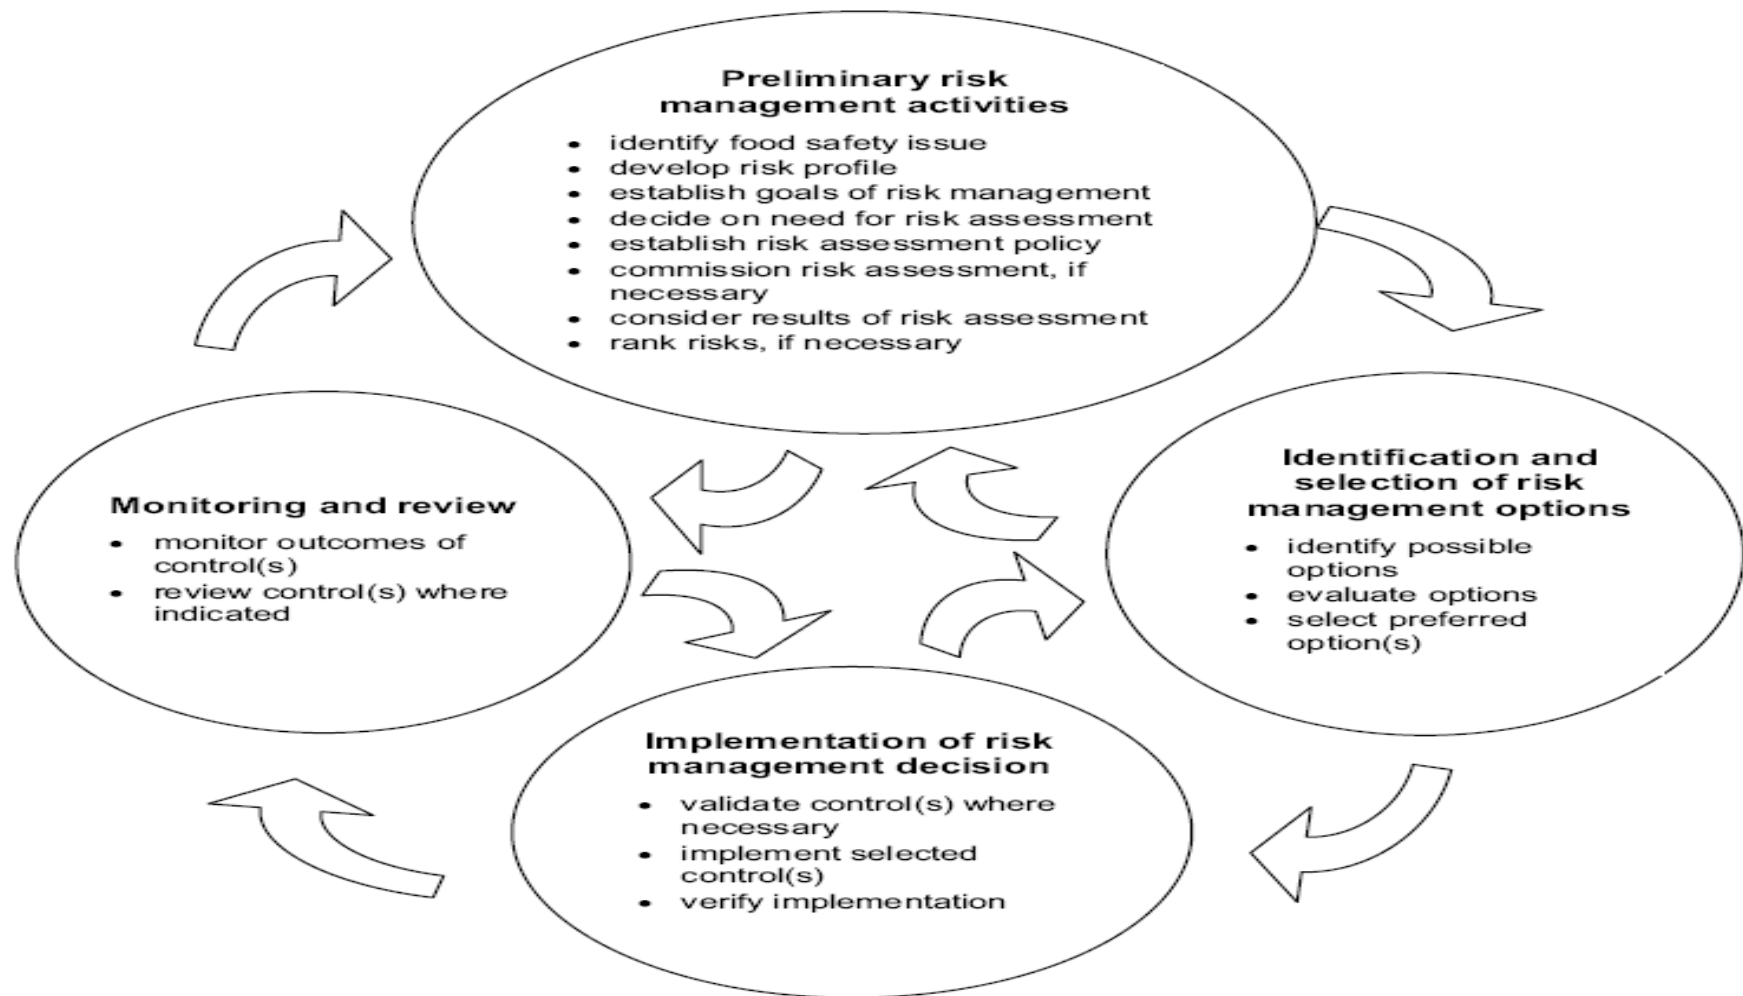 Preliminary risk
management activities
• identify food safety issue
• develop risk profile
• establish goals of risk management
• decide on need for risk assessment
• establish risk assessment policy
• commission risk assessment, if
necessary
• consider results of risk assessment
• rank risks, if necessary
Identification and
selection of risk
management options
• identify possible
options
• evaluate options
• select preferred
option(s)
Implementation of risk
management decision
• validate control(s) where
necessary
• implement selected
control(s)
• verify implementation
Monitoring and review
• monitor outcomes of
control(s)
• review control(s) where
indicated